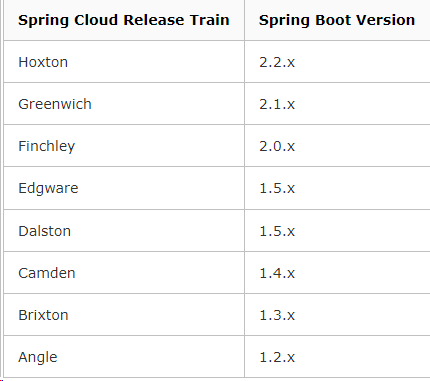 Spring Cloud Release Train Spring Boot Version
Hoxton 2.2.x
Greenwich 2.1.x
Finchley 2.0.x
Edgware 1.5.x
Dalston 1.5.x
Camden 1.4.x
Brixton 1.3.x
Angle 1.2.x